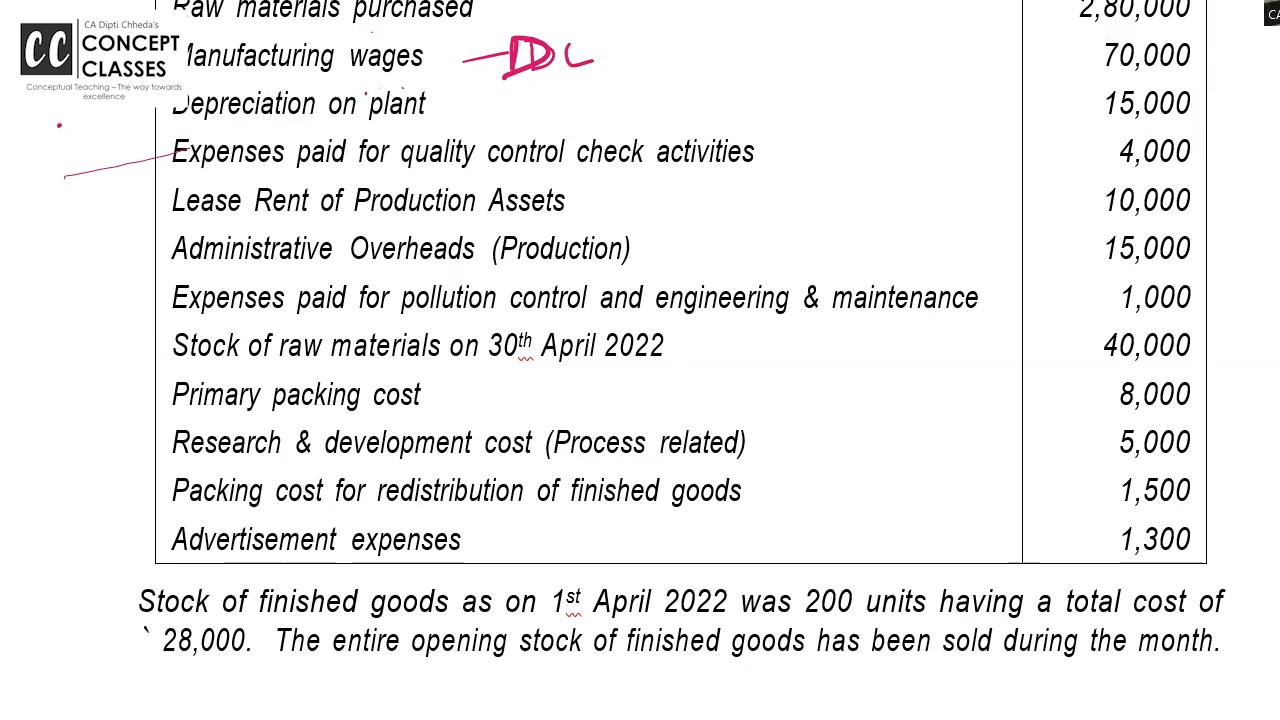 Raw materials purchased 2,80,000
CA Dipti Chheda's
CC CONCEPT CLASSES
Conceptual Teaching – The way towards
excellence
Manufacturing wages 70,000
Depreciation on plant 15,000
Expenses paid for quality control check activities 4,000
Lease Rent of Production Assets 10,000
Administrative Overheads (Production) 15,000
Expenses paid for pollution control and engineering & maintenance 1,000
Stock of raw materials on 30th April 2022 40,000
Primary packing cost 8,000
Research & development cost (Process related) 5,000
Packing cost for redistribution of finished goods 1,500
Advertisement expenses 1,300
Stock of finished goods as on 1st April 2022 was 200 units having a total cost of
` 28,000. The entire opening stock of finished goods has been sold during the month.